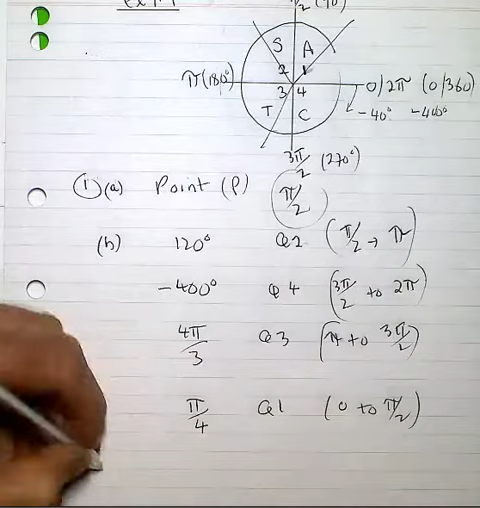 π/2 (90°)
S A
2 1
π(180°) 0/2π (0/360)
3 4
T C -40° -400°
3π/2 (270°)
①(a) Point (P) (π/2)
(b) 120° Q2 (π/2 → π)
-400° Q4 (3π/2 to 2π)
4π/3 Q3 (π to 3π/2)
π/4 Q1 (0 to π/2)